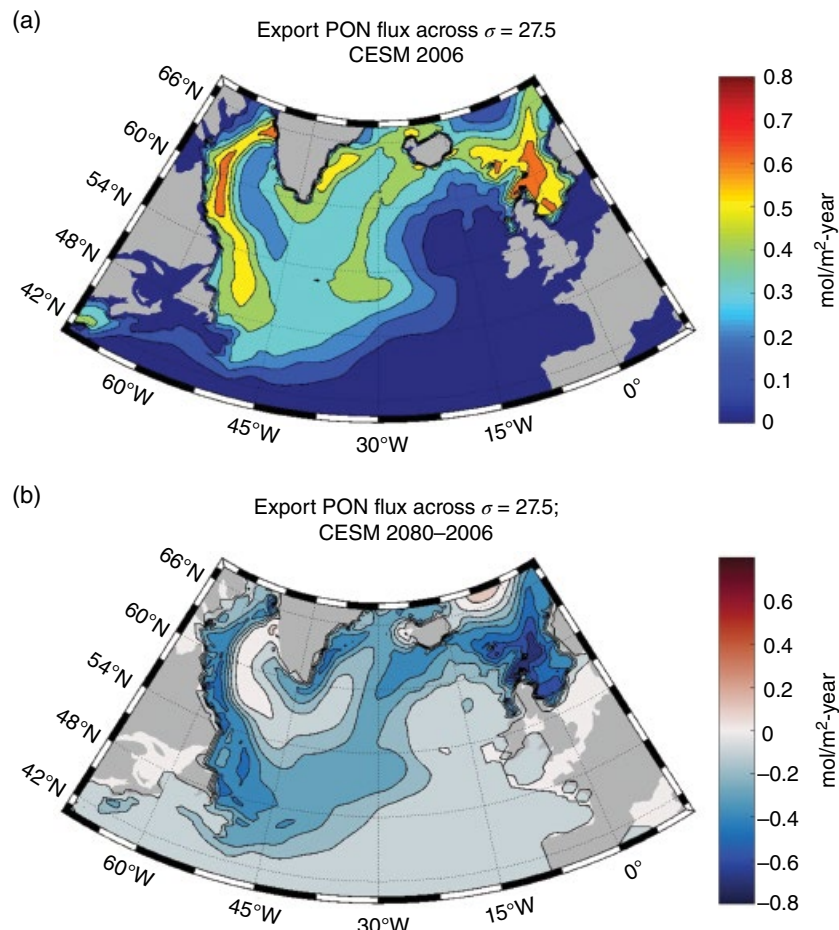 (a)
Export PON flux across σ = 27.5
CESM 2006
66°N
60°N
54°N
48°N
42°N
60°W
45°W
30°W
15°W
0°
0.8
0.7
0.6
0.5
0.4
0.3
0.2
0.1
0
mol/m²-year
(b)
Export PON flux across σ = 27.5;
CESM 2080–2006
66°N
60°N
54°N
48°N
42°N
60°W
45°W
30°W
15°W
0°
0.6
0.4
0.2
0
–0.2
–0.4
–0.6
–0.8
mol/m²-year